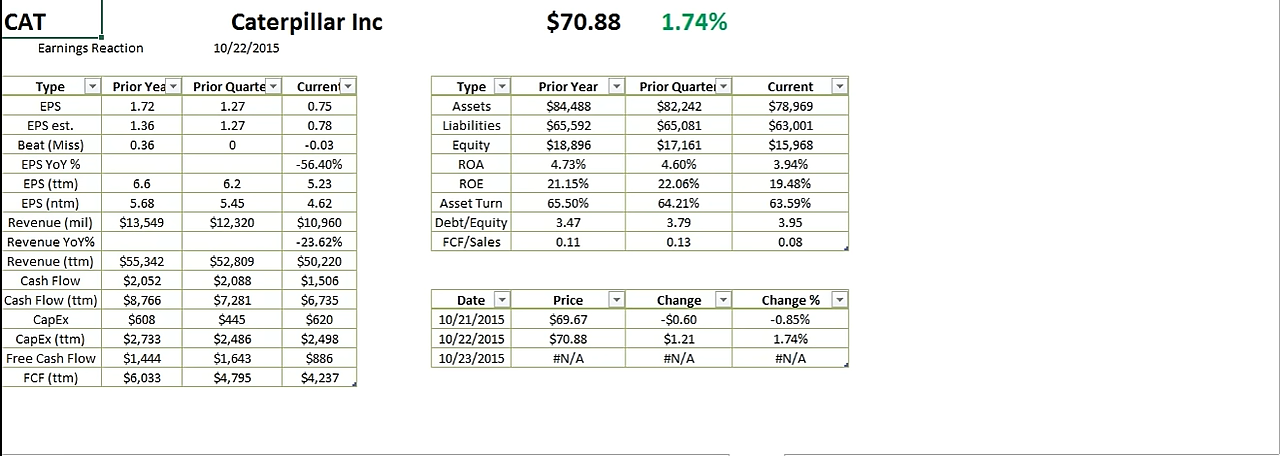 CAT Caterpillar Inc $70.88 1.74%
Earnings Reaction 10/22/2015
Type Prior Yea Prior Quarte Current
EPS 1.72 1.27 0.75
EPS est. 1.36 1.27 0.78
Beat (Miss) 0.36 0 -0.03
EPS YoY % -56.40%
EPS (ttm) 6.6 6.2 5.23
EPS (ntm) 5.68 5.45 4.62
Revenue (mil) $13,549 $12,320 $10,960
Revenue YoY% -23.62%
Revenue (ttm) $55,342 $52,809 $50,220
Cash Flow $2,052 $2,088 $1,506
Cash Flow (ttm) $8,766 $7,281 $6,735
CapEx $608 $445 $620
CapEx (ttm) $2,733 $2,486 $2,498
Free Cash Flow $1,444 $1,643 $886
FCF (ttm) $6,033 $4,795 $4,237
Type Prior Year Prior Quarter Current
Assets $84,488 $82,242 $78,969
Liabilities $65,592 $65,081 $63,001
Equity $18,896 $17,161 $15,968
ROA 4.73% 4.60% 3.94%
ROE 21.15% 22.06% 19.48%
Asset Turn 65.50% 64.21% 63.59%
Debt/Equity 3.47 3.79 3.95
FCF/Sales 0.11 0.13 0.08
Date Price Change Change %
10/21/2015 $69.67 -$0.60 -0.85%
10/22/2015 $70.88 $1.21 1.74%
10/23/2015 #N/A #N/A #N/A